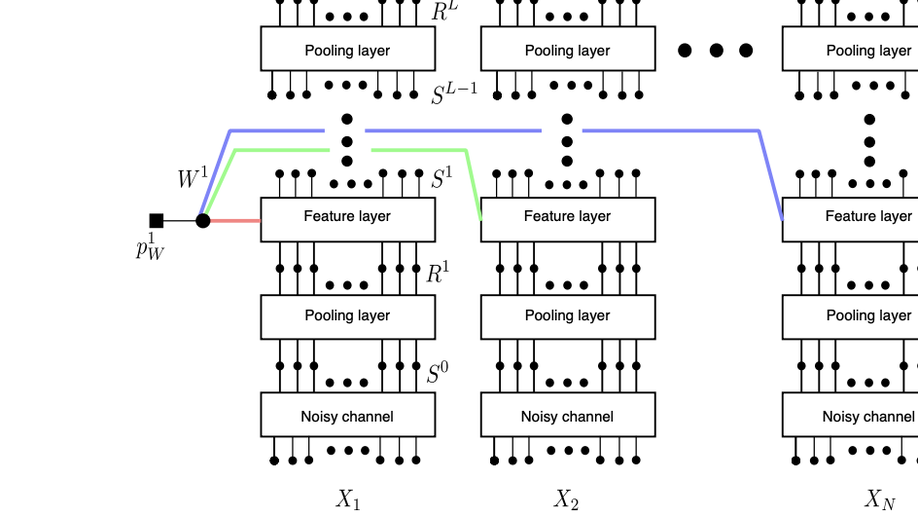 R^L
Pooling layer Pooling layer Pooling layer
S^{L-1}
W^1 S^1
Feature layer Feature layer Feature layer
p_W^1
R^1
Pooling layer Pooling layer Pooling layer
S^0
Noisy channel Noisy channel Noisy channel
X_1 X_2 X_N